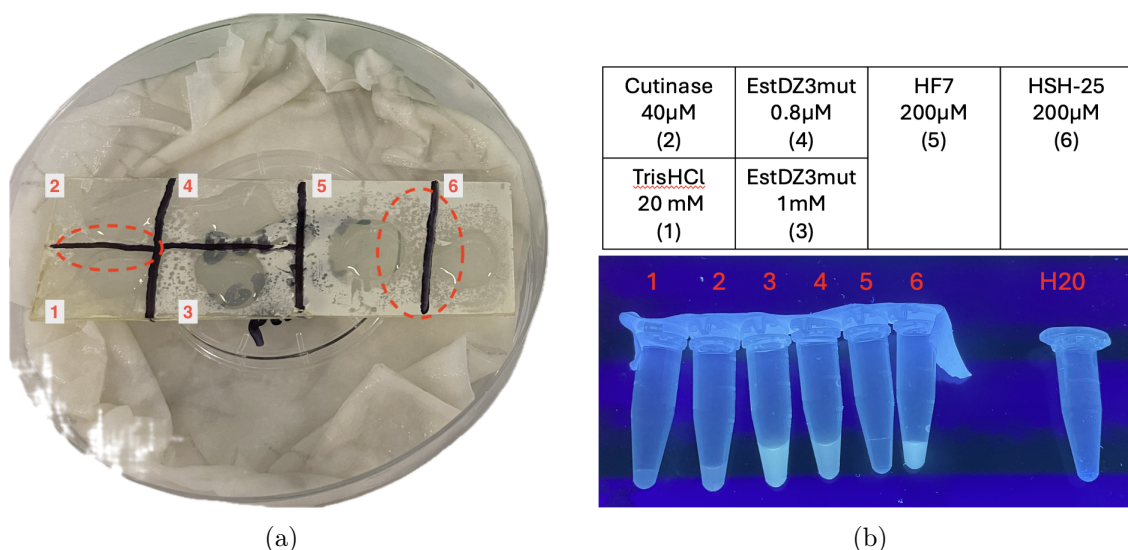 2
4
5
6
1
3
(a)
Cutinase
40µM
(2)
EstDZ3mut
0.8µM
(4)
HF7
200µM
(5)
HSH-25
200µM
(6)
TrisHCl
20 mM
(1)
EstDZ3mut
1mM
(3)
1 2 3 4 5 6 H20
(b)